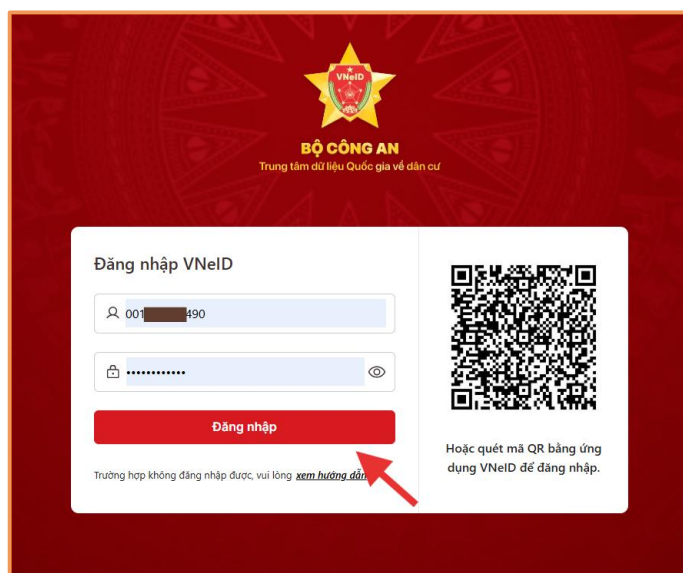 VNeID
BỘ CÔNG AN
Trung tâm dữ liệu Quốc gia về dân cư
Đăng nhập VNeID
001 490
••••••••••••
Đăng nhập
Trường hợp không đăng nhập được, vui lòng xem hướng dẫn
Hoặc quét mã QR bằng ứng
dụng VNeID để đăng nhập.